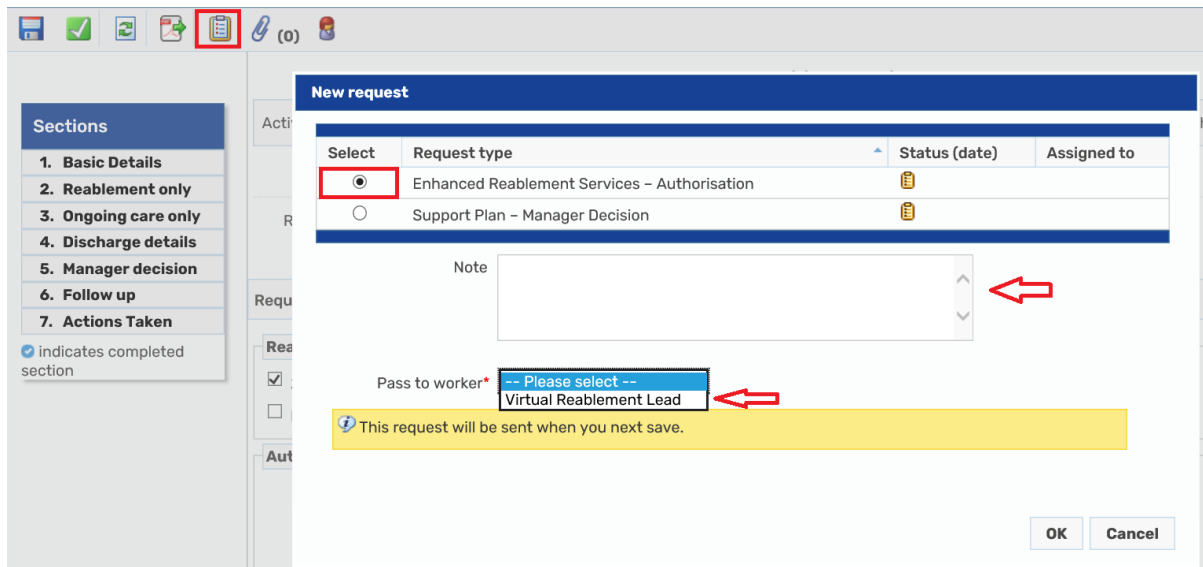 (0)
New request
Sections
1. Basic Details
2. Reablement only
3. Ongoing care only
4. Discharge details
5. Manager decision
6. Follow up
7. Actions Taken
indicates completed
section
Acti
R
Requ
Rea
Aut
Select Request type Status (date) Assigned to
Enhanced Reablement Services – Authorisation
Support Plan – Manager Decision
Note
Pass to worker* -- Please select --
Virtual Reablement Lead
This request will be sent when you next save.
OK Cancel